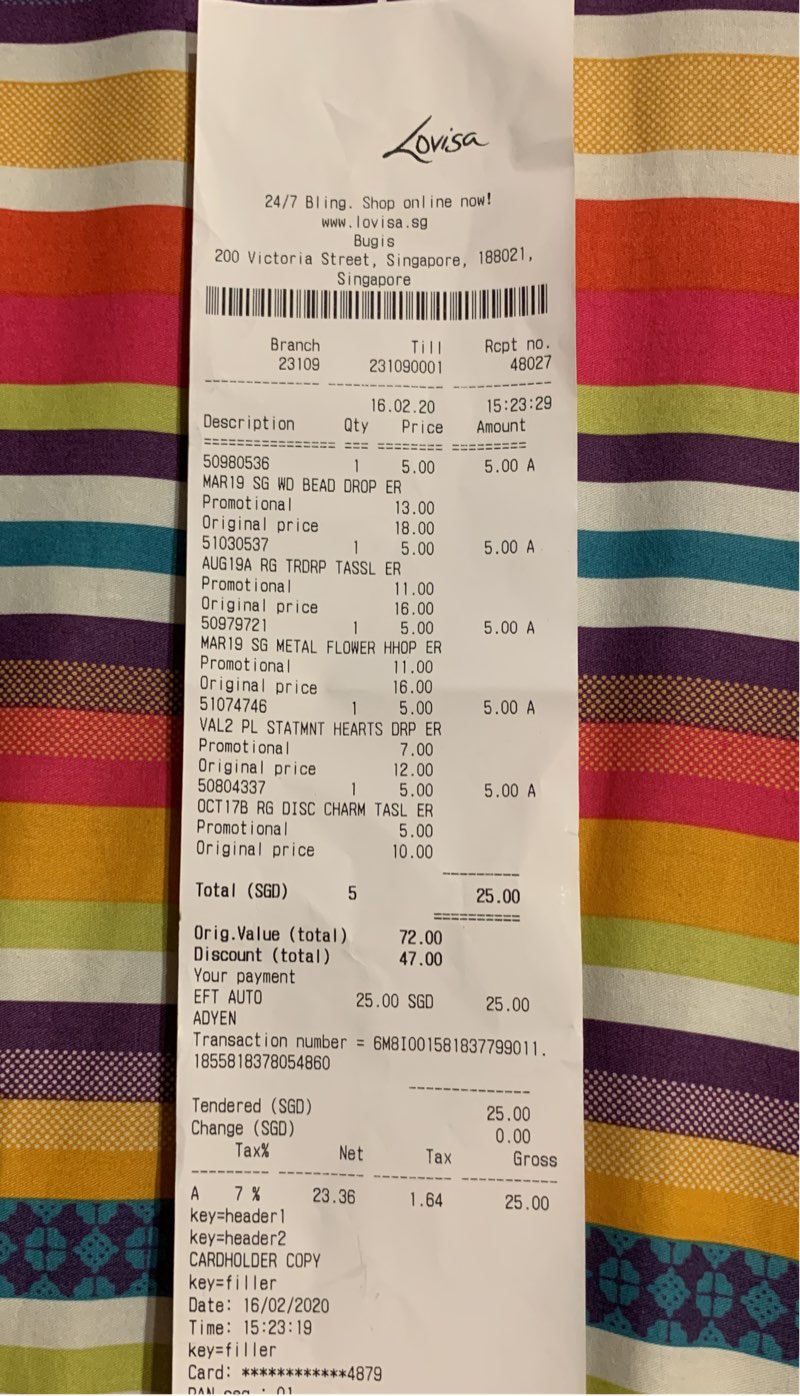 Lovisa
24/7 Bling. Shop online now!
www.lovisa.sg
Bugis
200 Victoria Street, Singapore, 188021,
Singapore
Branch Till Rcpt no.
23109 231090001 48027
16.02.20 15:23:29
Description Qty Price Amount
50980536 1 5.00 5.00 A
MAR19 SG WD BEAD DROP ER
Promotional 13.00
Original price 18.00
51030537 1 5.00 5.00 A
AUG19A RG TRDRP TASSL ER
Promotional 11.00
Original price 16.00
50979721 1 5.00 5.00 A
MAR19 SG METAL FLOWER HHOP ER
Promotional 11.00
Original price 16.00
51074746 1 5.00 5.00 A
VAL2 PL STATMNT HEARTS DRP ER
Promotional 7.00
Original price 12.00
50804337 1 5.00 5.00 A
OCT17B RG DISC CHARM TASL ER
Promotional 5.00
Original price 10.00
Total (SGD) 5 25.00
Orig.Value (total) 72.00
Discount (total) 47.00
Your payment
EFT AUTO 25.00 SGD 25.00
ADYEN
Transaction number = 6M8I001581837799011.
1855818378054860
Tendered (SGD) 25.00
Change (SGD) 0.00
Tax% Net Tax Gross
A 7 % 23.36 1.64 25.00
key=header1
key=header2
CARDHOLDER COPY
key=filler
Date: 16/02/2020
Time: 15:23:19
key=filler
Card: ************4879